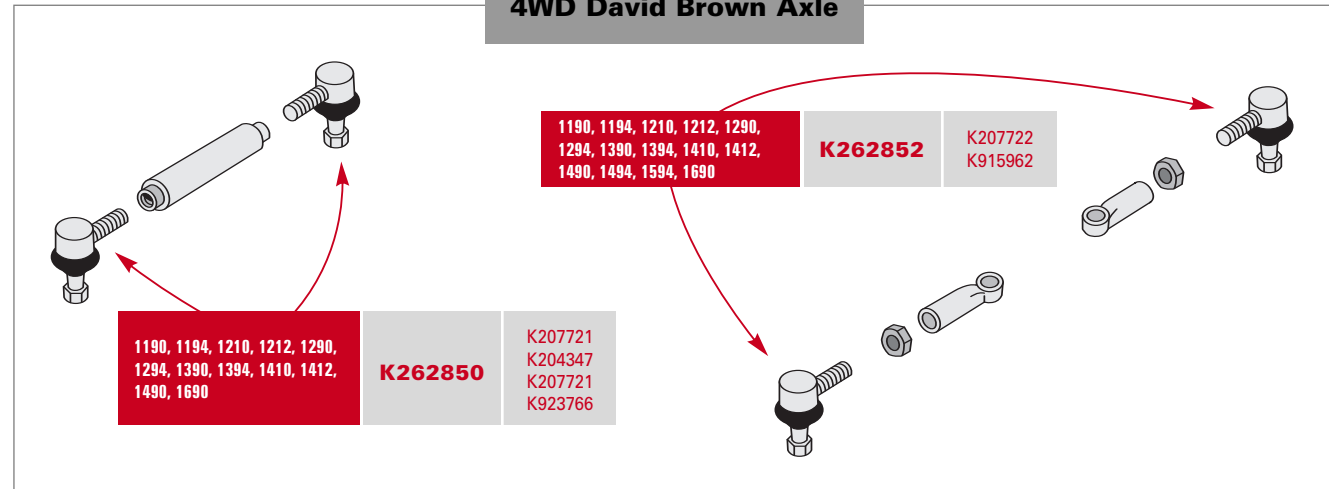 4WD David Brown Axle
1190, 1194, 1210, 1212, 1290,
1294, 1390, 1394, 1410, 1412,
1490, 1494, 1594, 1690
K262852
K207722
K915962
1190, 1194, 1210, 1212, 1290,
1294, 1390, 1394, 1410, 1412,
1490, 1690
K262850
K207721
K204347
K207721
K923766